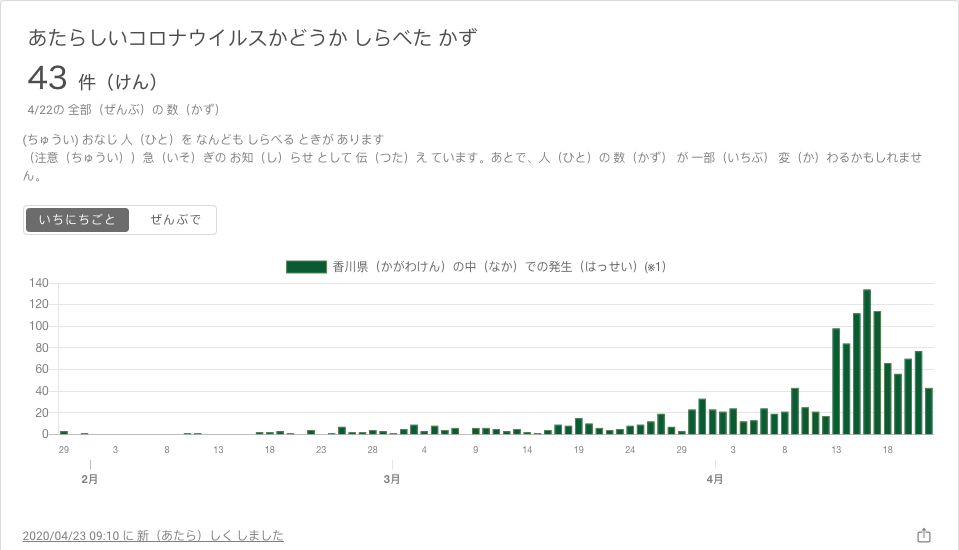 あたらしいコロナウイルスかどうか しらべた かず
43 件（けん）
4/22の 全部（ぜんぶ）の 数（かず）
(ちゅうい) おなじ 人（ひと）を なんども しらべる ときが あります
（注意（ちゅうい））急（いそ）ぎの お知（し）らせ として 伝（つた）え ています。あとで、人（ひと）の 数（かず） が 一部（いちぶ） 変（か）わるかもしれませ
ん。
いちにちごと ぜんぶで
香川県（かがわけん）の中（なか）での発生（はっせい）(※1)
140
120
100
80
60
40
20
0
29 3 8 13 18 23 28 4 9 14 19 24 29 3 8 13 18
2月 3月 4月
2020/04/23 09:10 に 新（あたら）しく しました